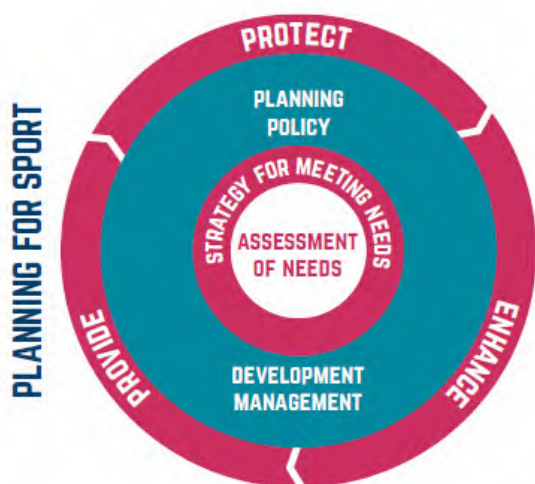 PLANNING FOR SPORT
PROTECT
PLANNING
POLICY
STRATEGY FOR MEETING NEEDS
ASSESSMENT
OF NEEDS
DEVELOPMENT
MANAGEMENT
PROVIDE
ENHANCE